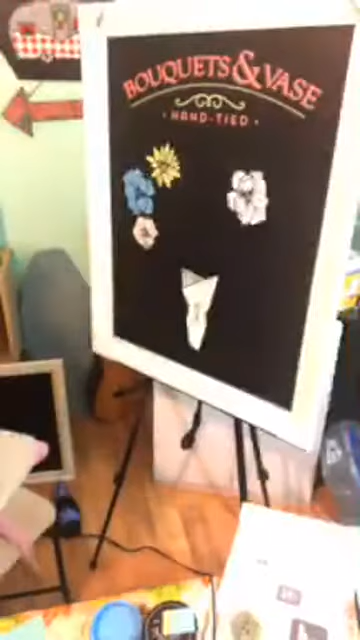 BOUQUETS & VASE
• HAND-TIED •